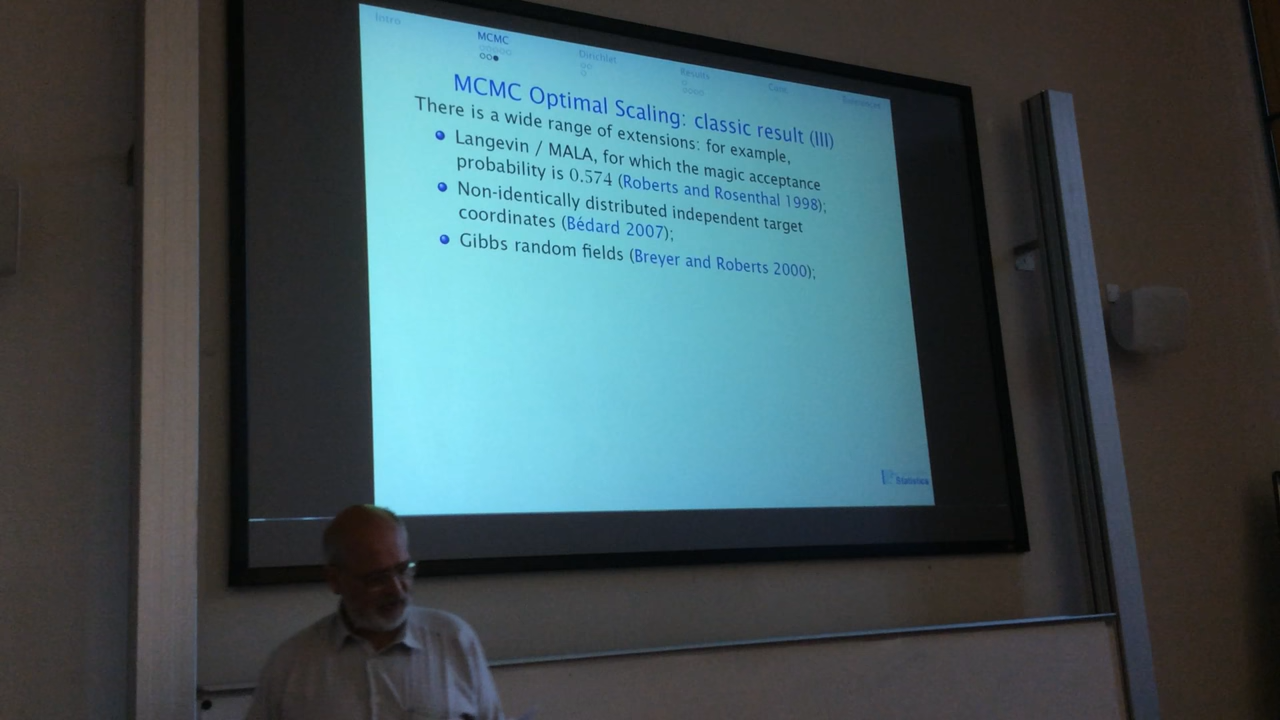 Intro
MCMC
Dirichlet
Results
Conc
MCMC Optimal Scaling: classic result (III)
There is a wide range of extensions: for example,
Langevin / MALA, for which the magic acceptance
probability is 0.574 (Roberts and Rosenthal 1998);
Non-identically distributed independent target
coordinates (Bédard 2007);
Gibbs random fields (Breyer and Roberts 2000);
Statistics